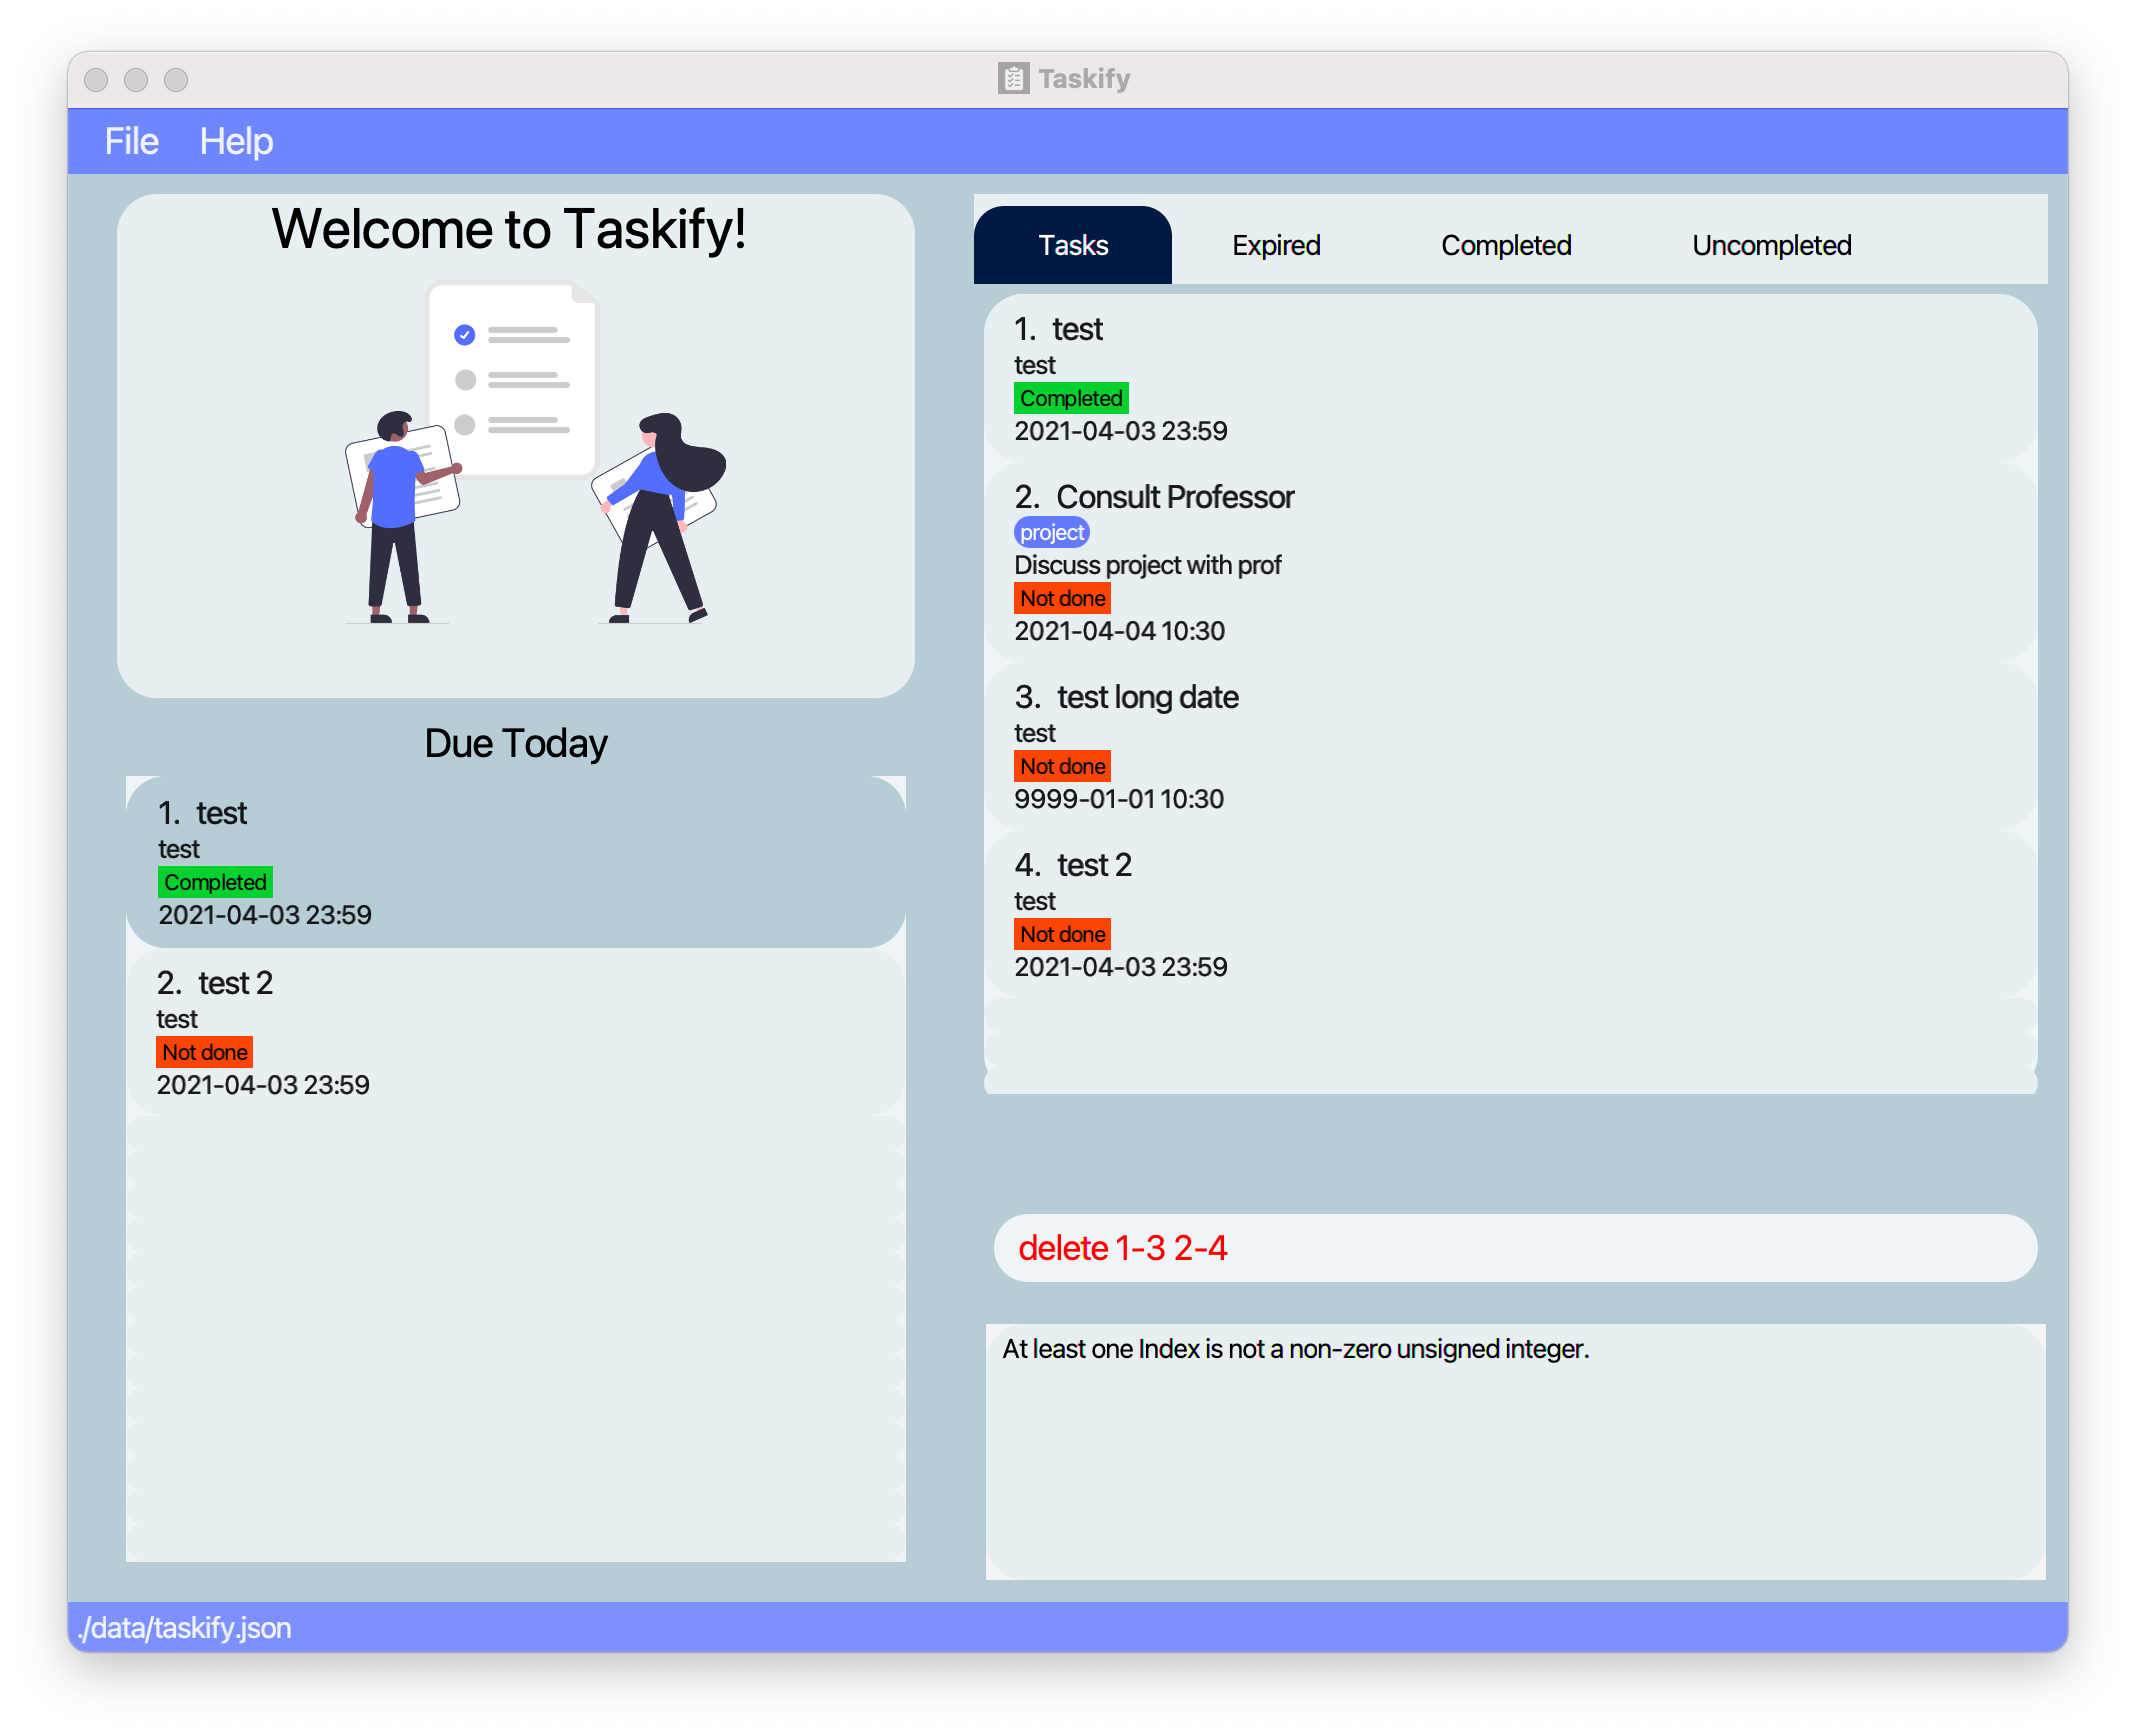 Taskify
File Help
Welcome to Taskify!
Due Today
1. test
test
Completed
2021-04-03 23:59
2. test 2
test
Not done
2021-04-03 23:59
Tasks Expired Completed Uncompleted
1. test
test
Completed
2021-04-03 23:59
2. Consult Professor
project
Discuss project with prof
Not done
2021-04-04 10:30
3. test long date
test
Not done
9999-01-01 10:30
4. test 2
test
Not done
2021-04-03 23:59
delete 1-3 2-4
At least one Index is not a non-zero unsigned integer.
./data/taskify.json